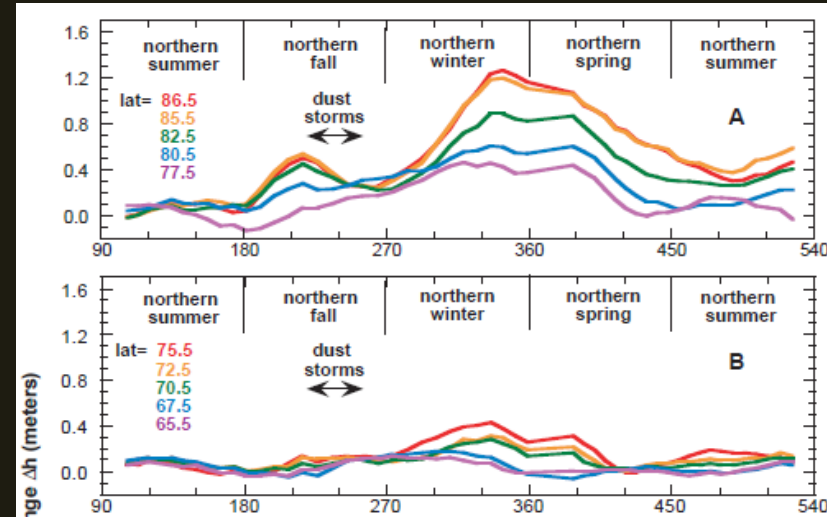 1.6
1.2
0.8
0.4
0.0
northern summer
northern fall
northern winter
northern spring
northern summer
lat= 86.5
85.5
82.5
80.5
77.5
dust storms
A
90 180 270 360 450 540
1.6
1.2
0.8
0.4
0.0
northern summer
northern fall
northern winter
northern spring
northern summer
lat= 75.5
72.5
70.5
67.5
65.5
dust storms
B
nge Δh (meters)
90 180 270 360 450 540